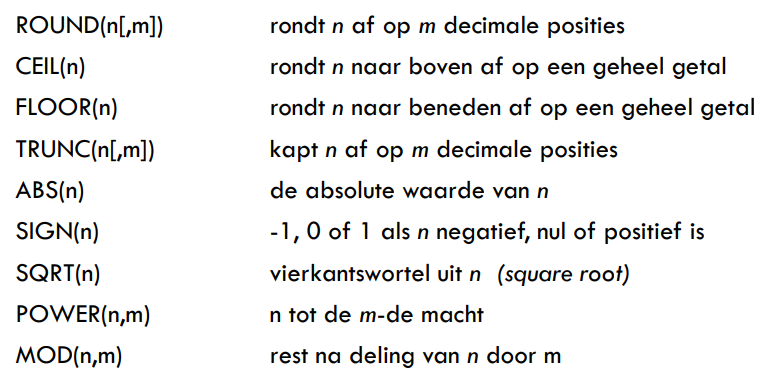 ROUND(n[,m]) rondt n af op m decimale posities
CEIL(n) rondt n naar boven af op een geheel getal
FLOOR(n) rondt n naar beneden af op een geheel getal
TRUNC(n[,m]) kapt n af op m decimale posities
ABS(n) de absolute waarde van n
SIGN(n) -1, 0 of 1 als n negatief, nul of positief is
SQRT(n) vierkantswortel uit n (square root)
POWER(n,m) n tot de m-de macht
MOD(n,m) rest na deling van n door m